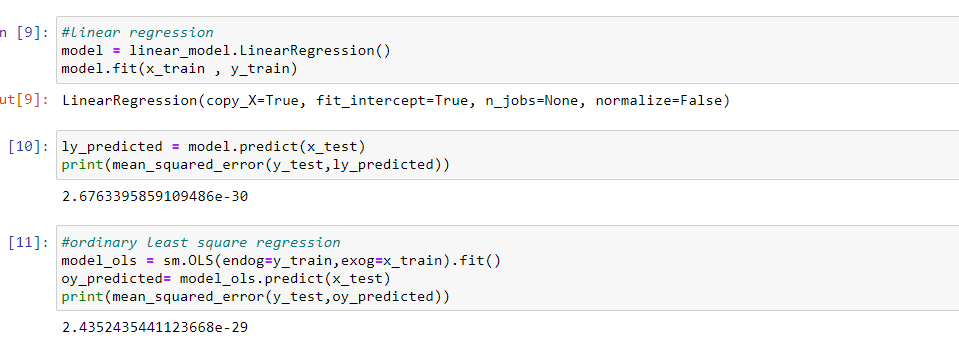 n [9]: #linear regression
model = linear_model.LinearRegression()
model.fit(x_train , y_train)
ut[9]: LinearRegression(copy_X=True, fit_intercept=True, n_jobs=None, normalize=False)
[10]: ly_predicted = model.predict(x_test)
print(mean_squared_error(y_test,ly_predicted))
2.6763395859109486e-30
[11]: #ordinary least square regression
model_ols = sm.OLS(endog=y_train,exog=x_train).fit()
oy_predicted= model_ols.predict(x_test)
print(mean_squared_error(y_test,oy_predicted))
2.4352435441123668e-29